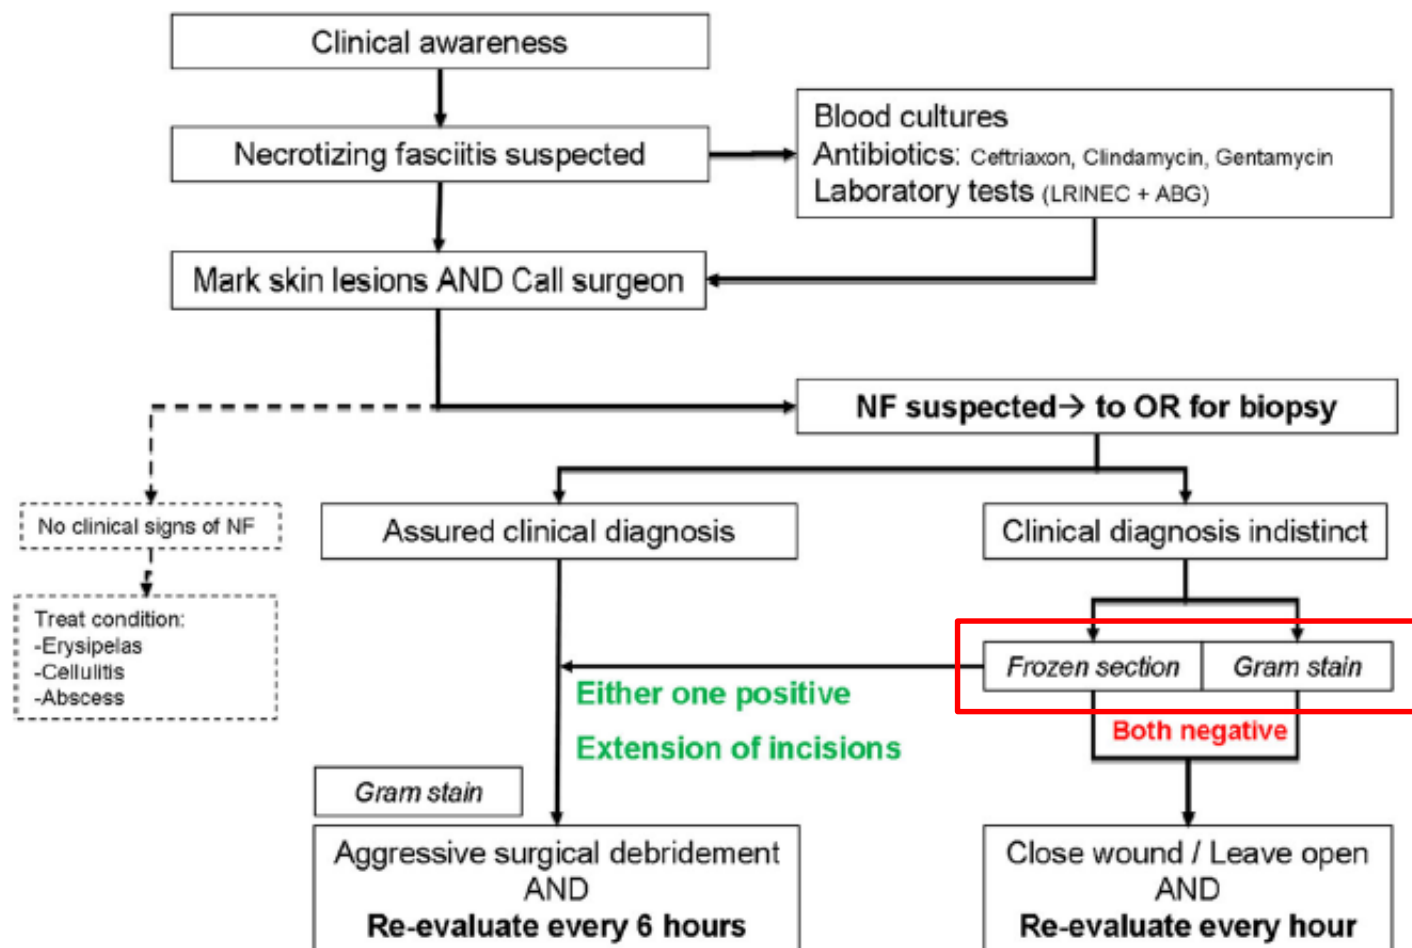 Clinical awareness
Necrotizing fasciitis suspected
Blood cultures
Antibiotics: Ceftriaxon, Clindamycin, Gentamycin
Laboratory tests (LRINEC + ABG)
Mark skin lesions AND Call surgeon
NF suspected→ to OR for biopsy
No clinical signs of NF
Treat condition:
-Erysipelas
-Cellulitis
-Abscess
Assured clinical diagnosis
Clinical diagnosis indistinct
Frozen section
Gram stain
Either one positive
Extension of incisions
Both negative
Gram stain
Aggressive surgical debridement
AND
Re-evaluate every 6 hours
Close wound / Leave open
AND
Re-evaluate every hour